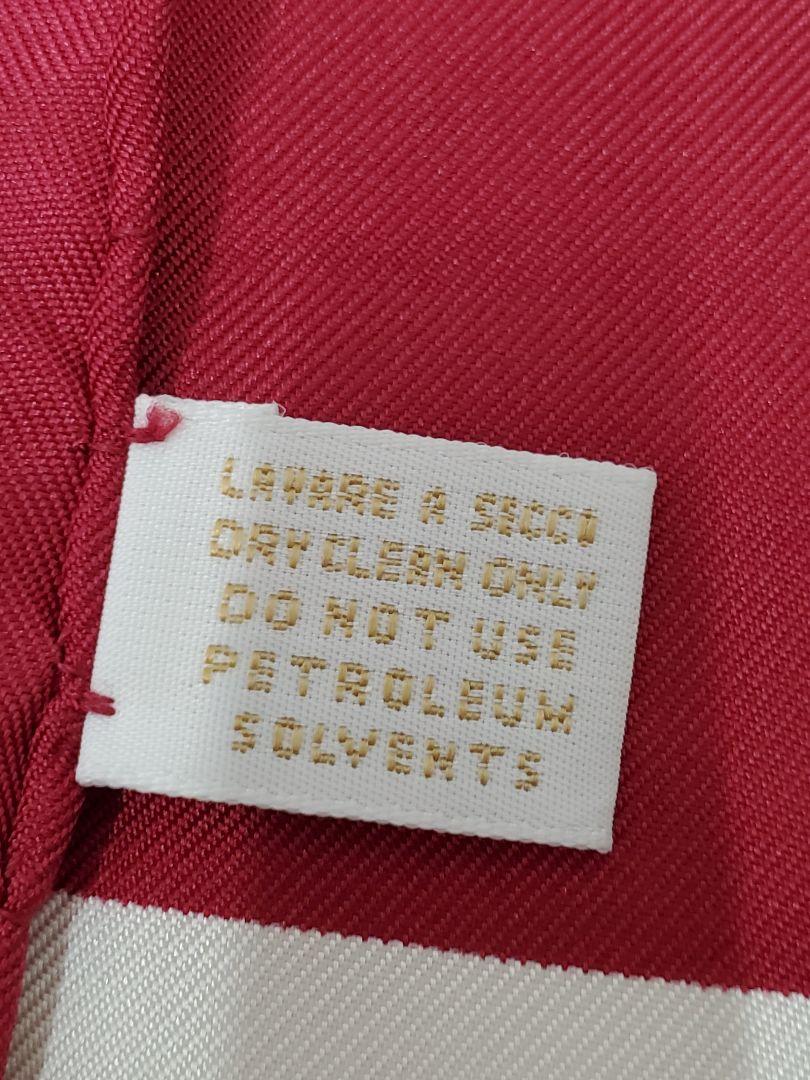 LAVARE A SECCO
DRY CLEAN ONLY
DO NOT USE
PETROLEUM
SOLVENTS